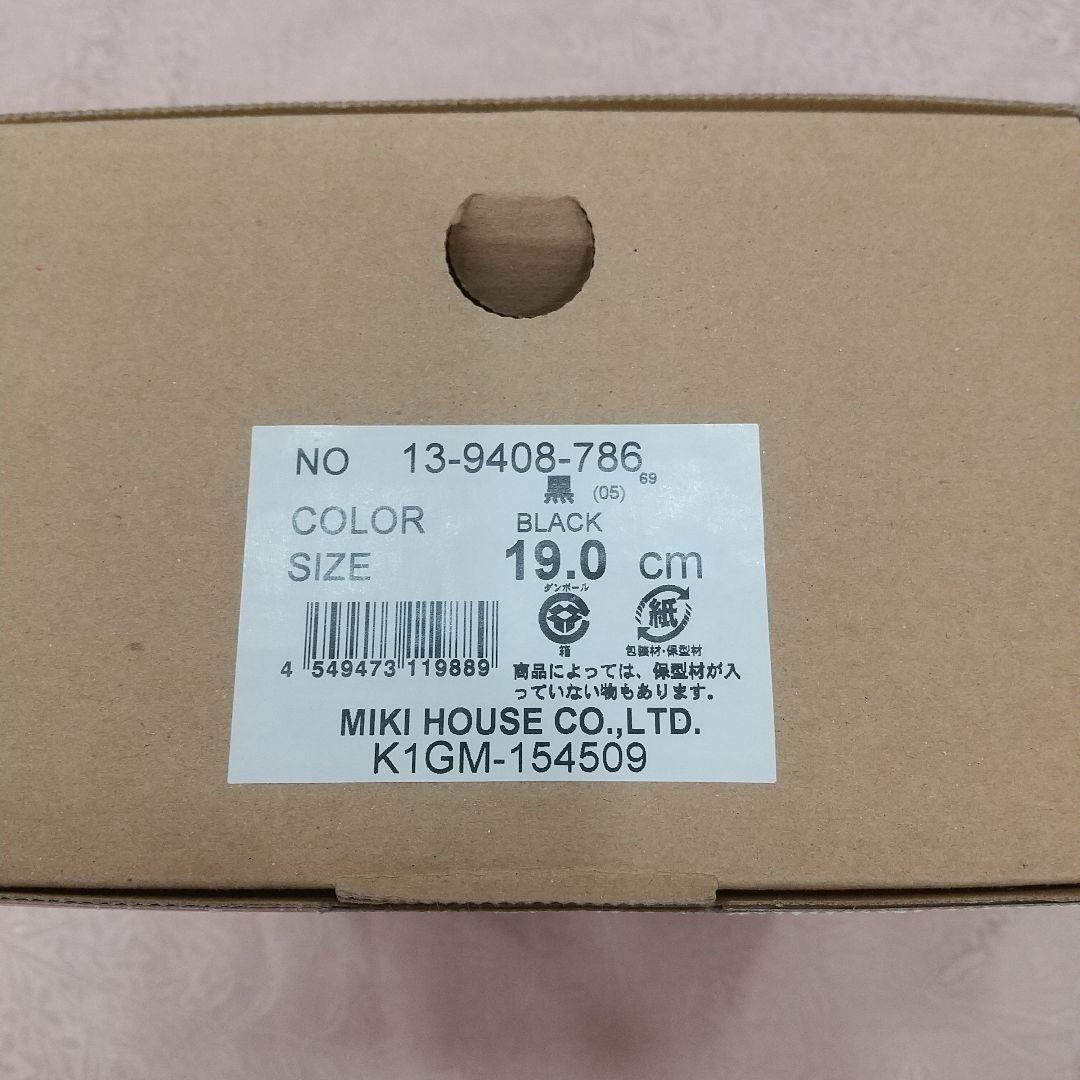 NO 13-9408-786
黒 (05) 69
COLOR BLACK
SIZE 19.0 cm
ダンボール
箱
紙
包装材・保型材
4 549473 119889
商品によっては、保型材が入
っていない物もあります。
MIKI HOUSE CO.,LTD.
K1GM-154509